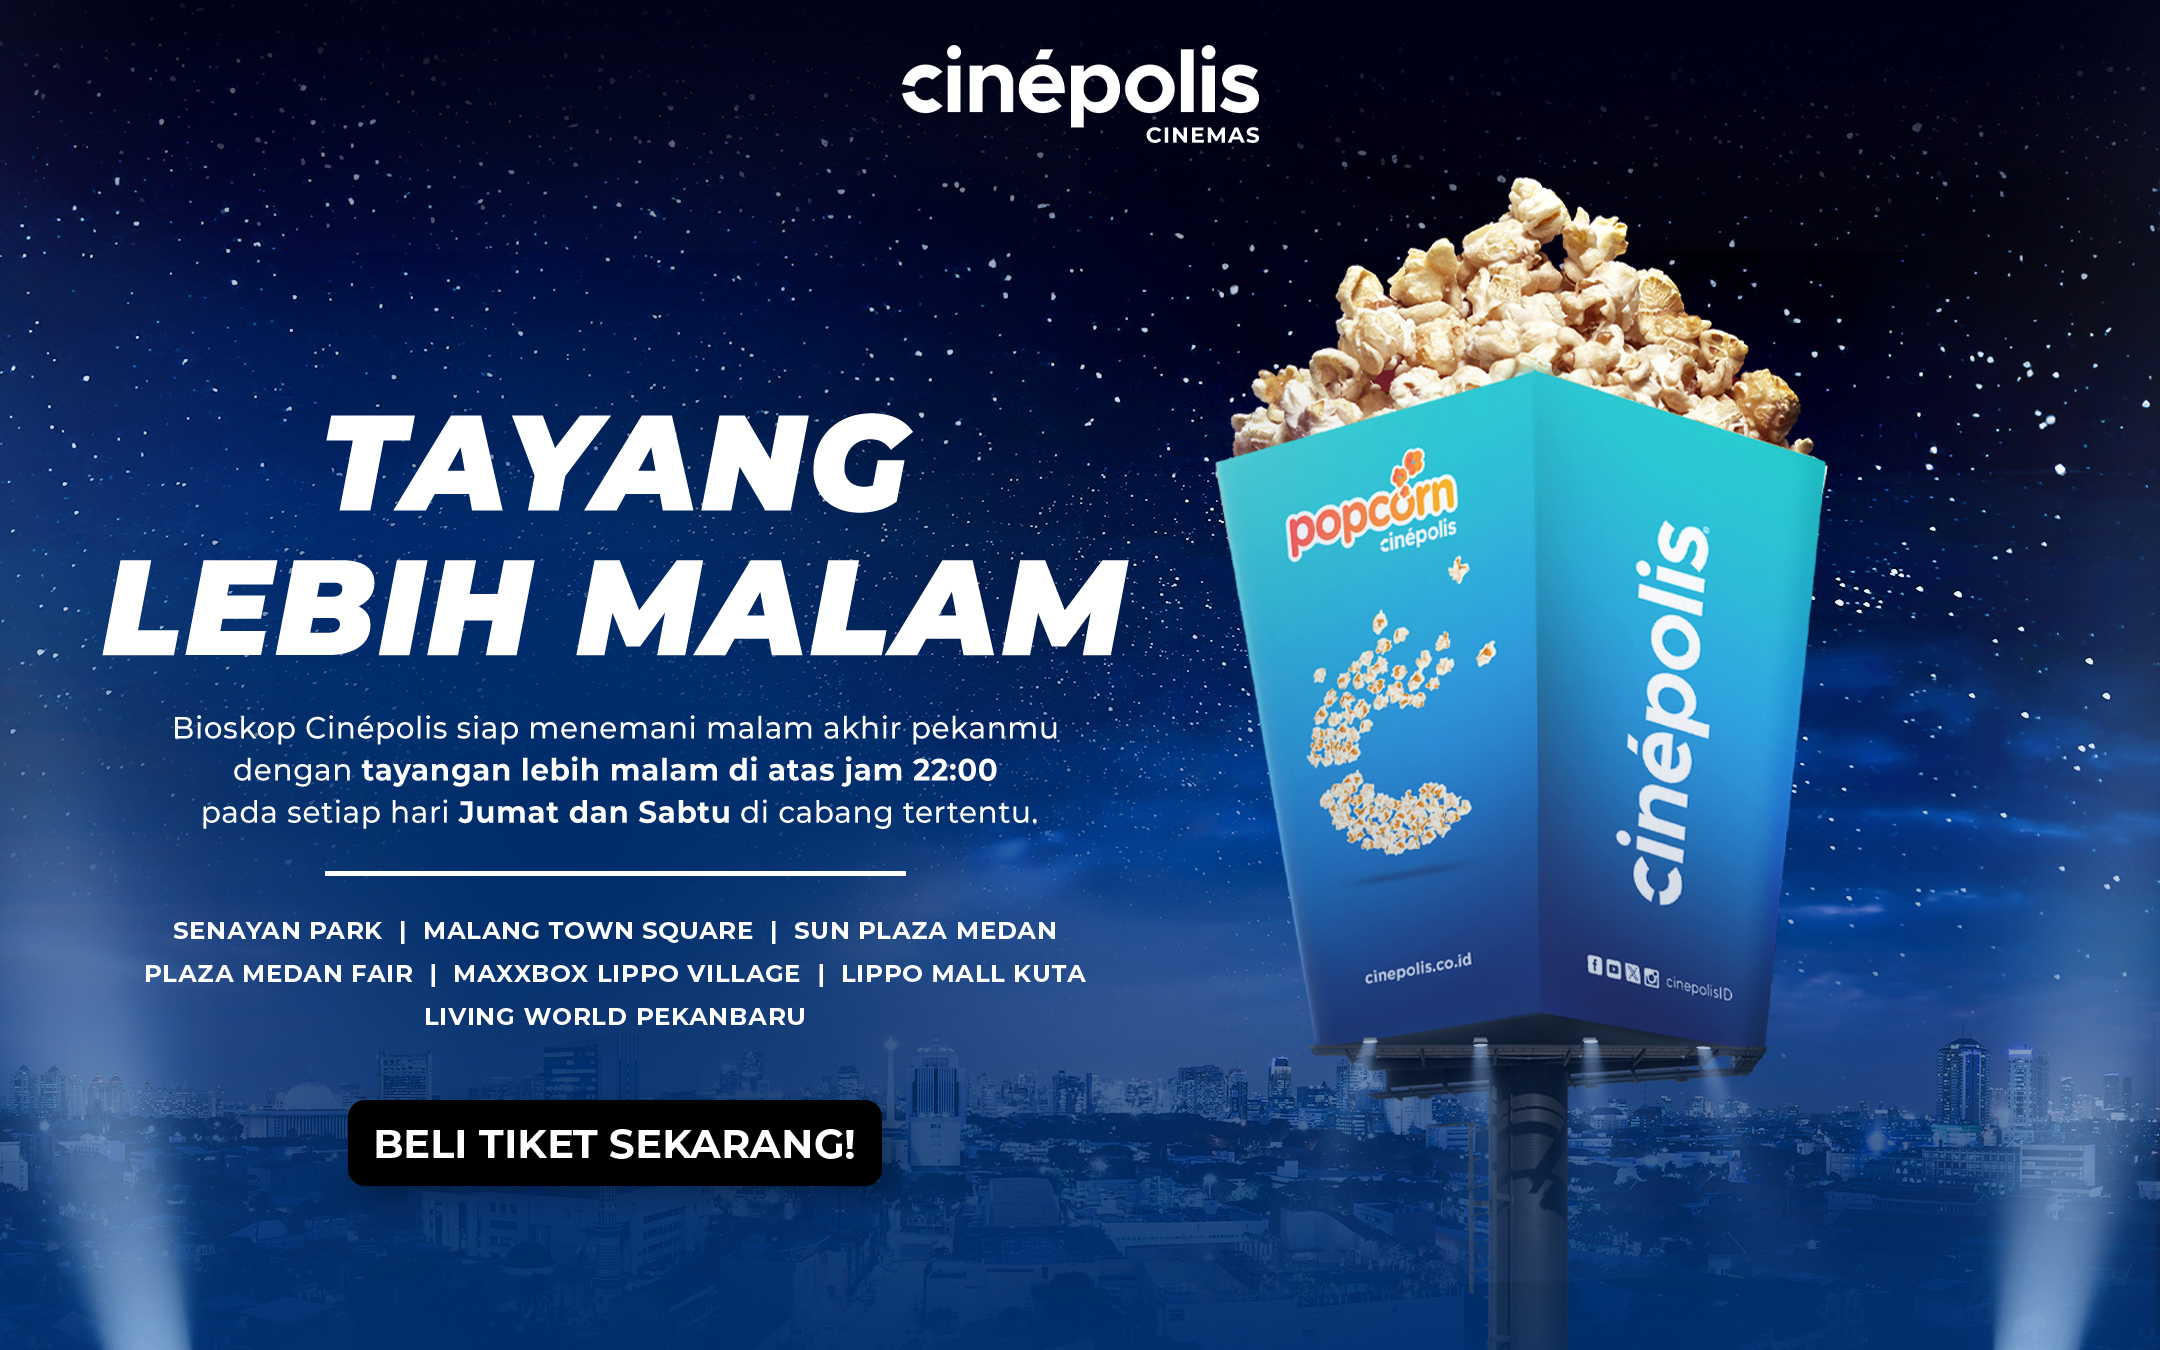 cinépolis
CINEMAS
TAYANG
LEBIH MALAM
Bioskop Cinépolis siap menemani malam akhir pekanmu
dengan tayangan lebih malam di atas jam 22:00
pada setiap hari Jumat dan Sabtu di cabang tertentu.
SENAYAN PARK | MALANG TOWN SQUARE | SUN PLAZA MEDAN
PLAZA MEDAN FAIR | MAXXBOX LIPPO VILLAGE | LIPPO MALL KUTA
LIVING WORLD PEKANBARU
BELI TIKET SEKARANG!
popcorn
cinépolis
cinepolis.co.id
cinépolis
cinepolisID